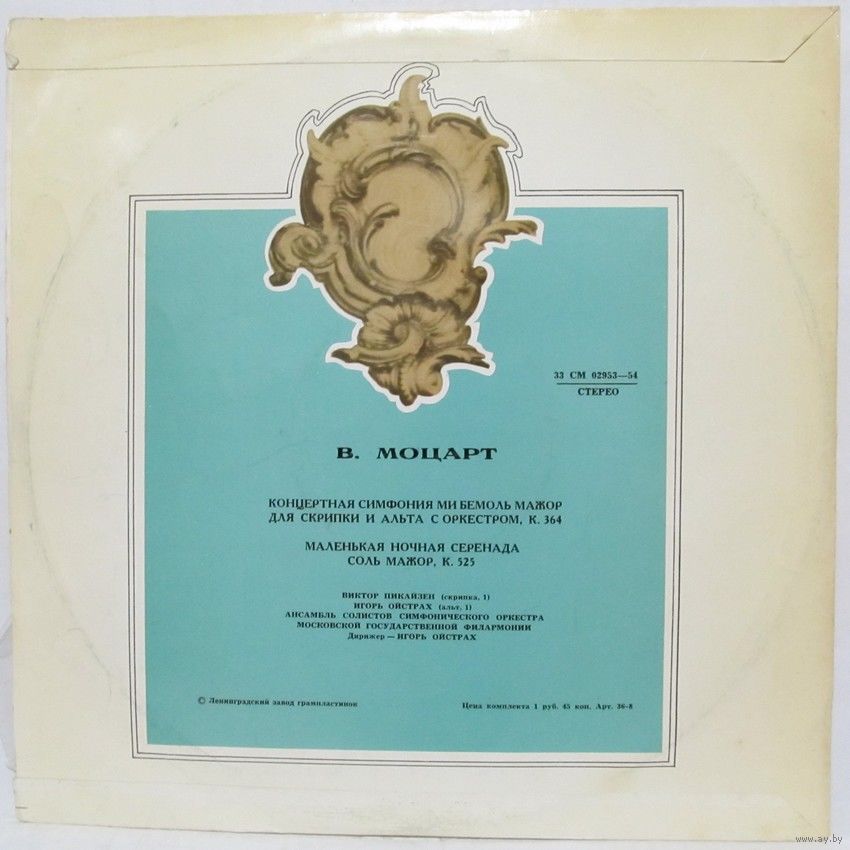 33 СМ 02953—54
СТЕРЕО
В. МОЦАРТ
КОНЦЕРТНАЯ СИМФОНИЯ МИ БЕМОЛЬ МАЖОР
ДЛЯ СКРИПКИ И АЛЬТА С ОРКЕСТРОМ, К. 364
МАЛЕНЬКАЯ НОЧНАЯ СЕРЕНАДА
СОЛЬ МАЖОР, К. 525
ВИКТОР ПИКАЙЗЕН (скрипка, 1)
ИГОРЬ ОЙСТРАХ (альт, 1)
АНСАМБЛЬ СОЛИСТОВ СИМФОНИЧЕСКОГО ОРКЕСТРА
МОСКОВСКОЙ ГОСУДАРСТВЕННОЙ ФИЛАРМОНИИ
Дирижер — ИГОРЬ ОЙСТРАХ
© Ленинградский завод грампластинок
Цена комплекта 1 руб. 45 коп. Арт. 36-8
www.ay.by